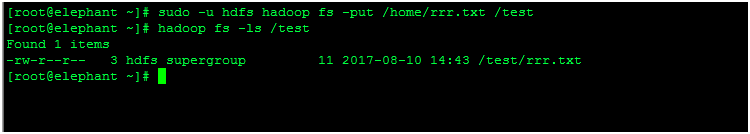 [root@elephant ~]# sudo -u hdfs hadoop fs -put /home/rrr.txt /test
[root@elephant ~]# hadoop fs -ls /test
Found 1 items
-rw-r--r--   3 hdfs supergroup         11 2017-08-10 14:43 /test/rrr.txt
[root@elephant ~]#